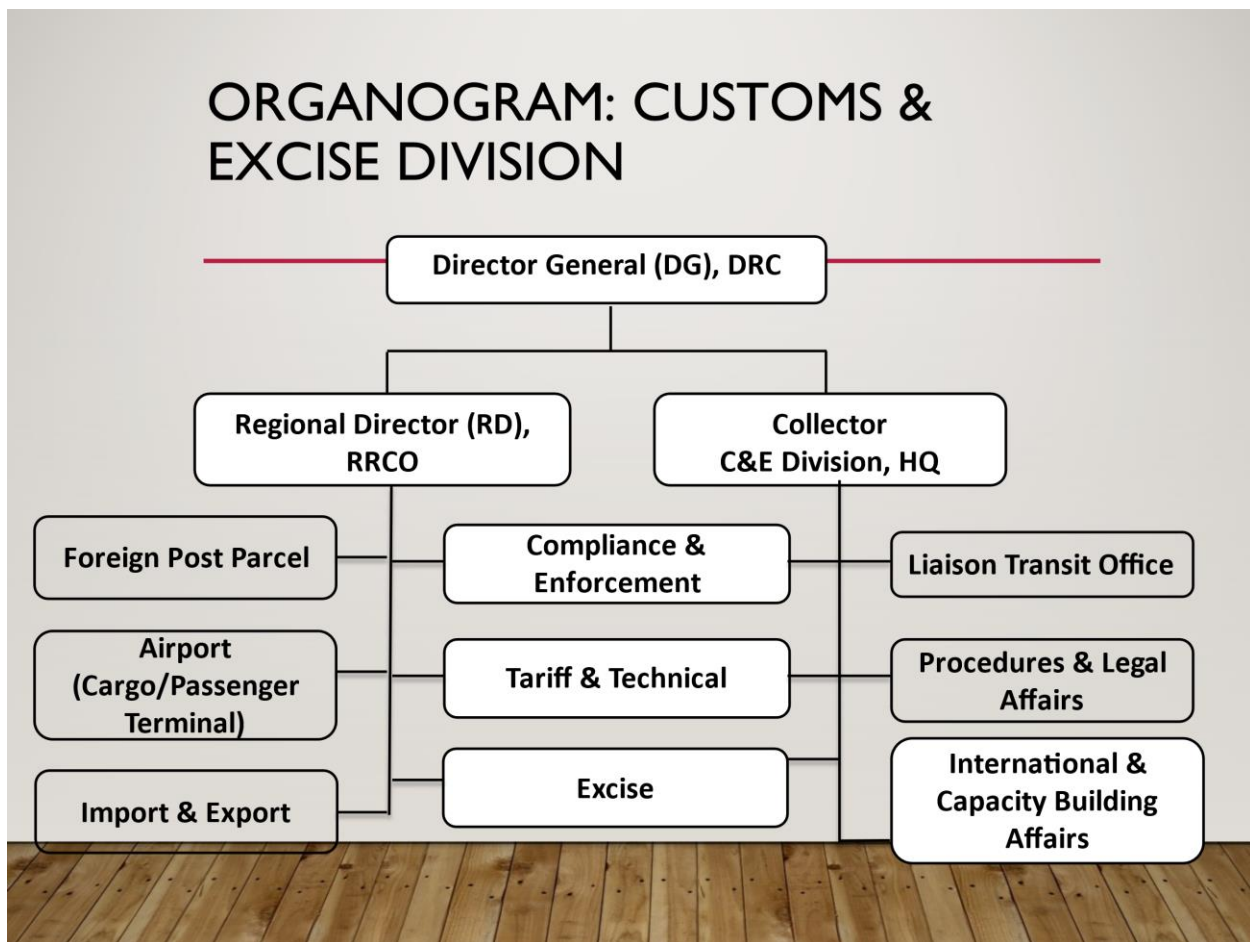 ORGANOGRAM: CUSTOMS &
EXCISE DIVISION
Director General (DG), DRC
Regional Director (RD),
RRCO
Collector
C&E Division, HQ
Foreign Post Parcel
Compliance &
Enforcement
Liaison Transit Office
Airport
(Cargo/Passenger
Terminal)
Tariff & Technical
Procedures & Legal
Affairs
Import & Export
Excise
International &
Capacity Building
Affairs